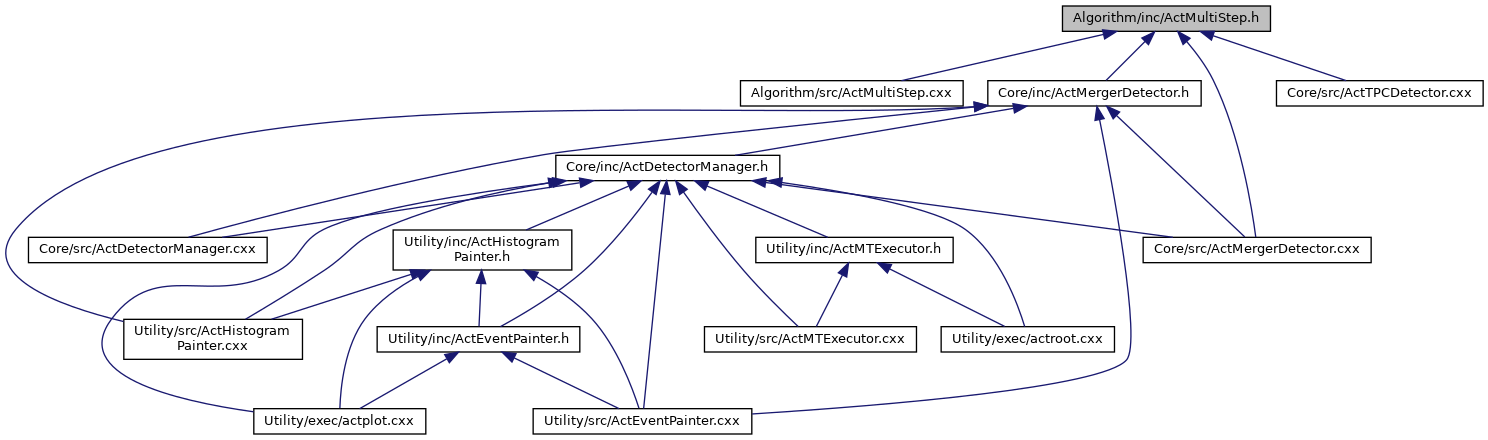 Algorithm/inc/ActMultiStep.h
Algorithm/src/ActMultiStep.cxx
Core/inc/ActMergerDetector.h
Core/src/ActTPCDetector.cxx
Core/inc/ActDetectorManager.h
Core/src/ActDetectorManager.cxx
Utility/inc/ActHistogram
Painter.h
Utility/inc/ActMTExecutor.h
Core/src/ActMergerDetector.cxx
Utility/src/ActHistogram
Painter.cxx
Utility/inc/ActEventPainter.h
Utility/src/ActMTExecutor.cxx
Utility/exec/actroot.cxx
Utility/exec/actplot.cxx
Utility/src/ActEventPainter.cxx